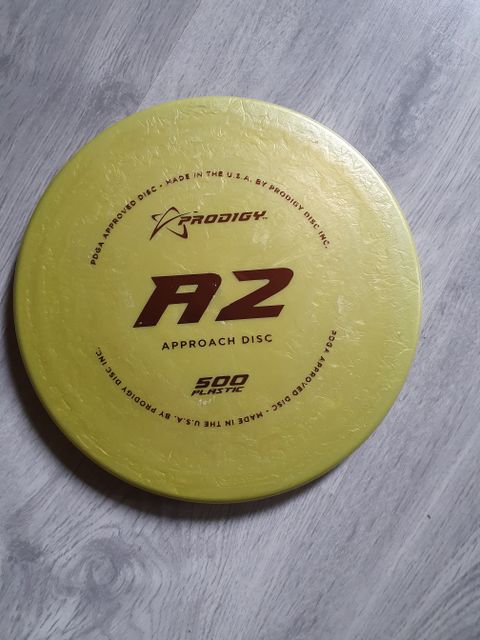 PDGA APPROVED DISC - MADE IN THE U.S.A. BY PRODIGY DISC INC.
PRODIGY™
A2
APPROACH DISC
500
PLASTIC
PDGA APPROVED DISC - MADE IN THE U.S.A. BY PRODIGY DISC INC.